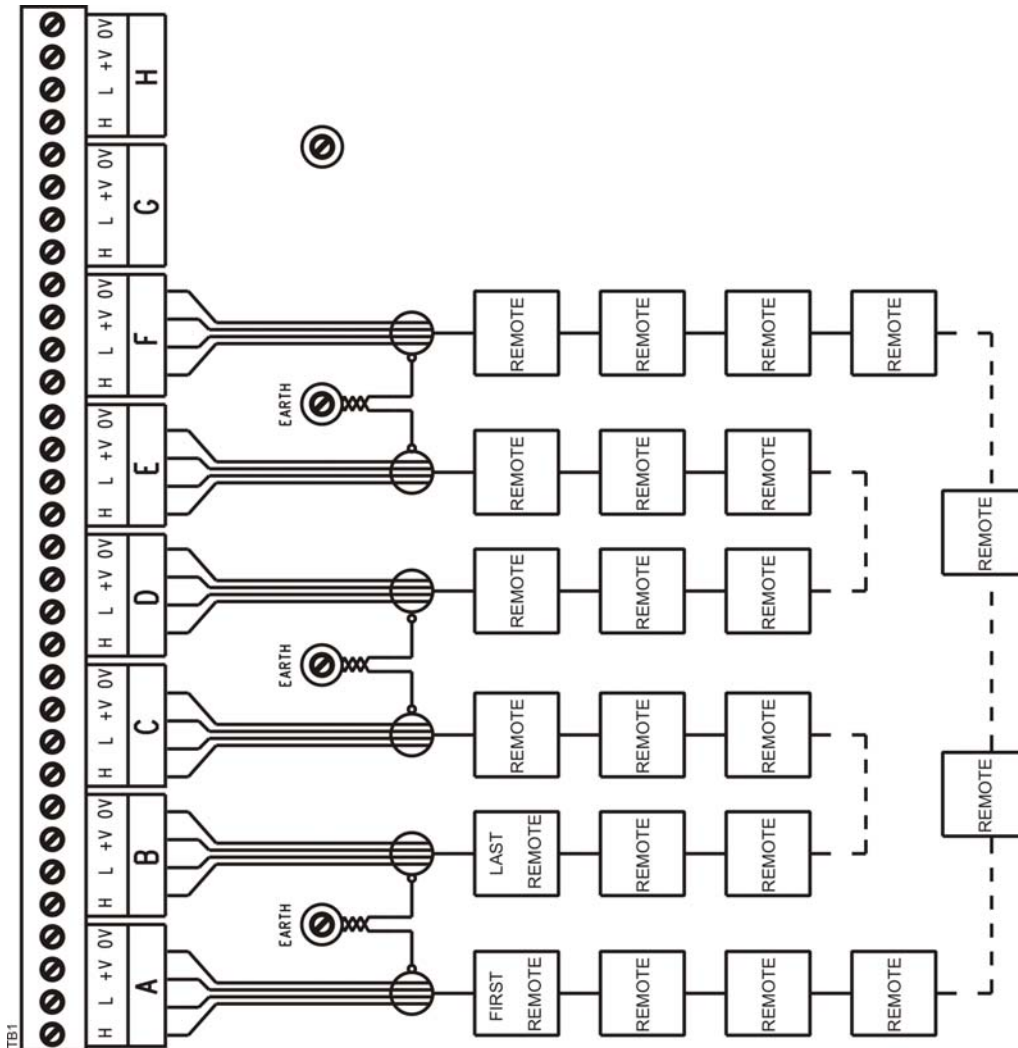 TB1
H L +V 0V H L +V 0V H L +V 0V H L +V 0V H L +V 0V H L +V 0V H L +V 0V H L +V 0V
A B C D E F G H
EARTH EARTH EARTH
FIRST
REMOTE
LAST
REMOTE
REMOTE REMOTE REMOTE REMOTE
REMOTE REMOTE REMOTE REMOTE REMOTE REMOTE
REMOTE REMOTE REMOTE REMOTE REMOTE REMOTE
REMOTE REMOTE
REMOTE REMOTE